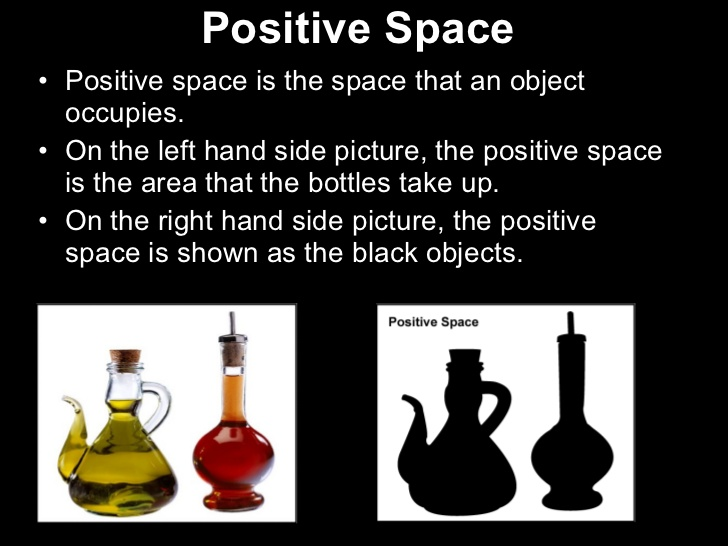 Positive Space
• Positive space is the space that an object
occupies.
• On the left hand side picture, the positive space
is the area that the bottles take up.
• On the right hand side picture, the positive
space is shown as the black objects.
Positive Space